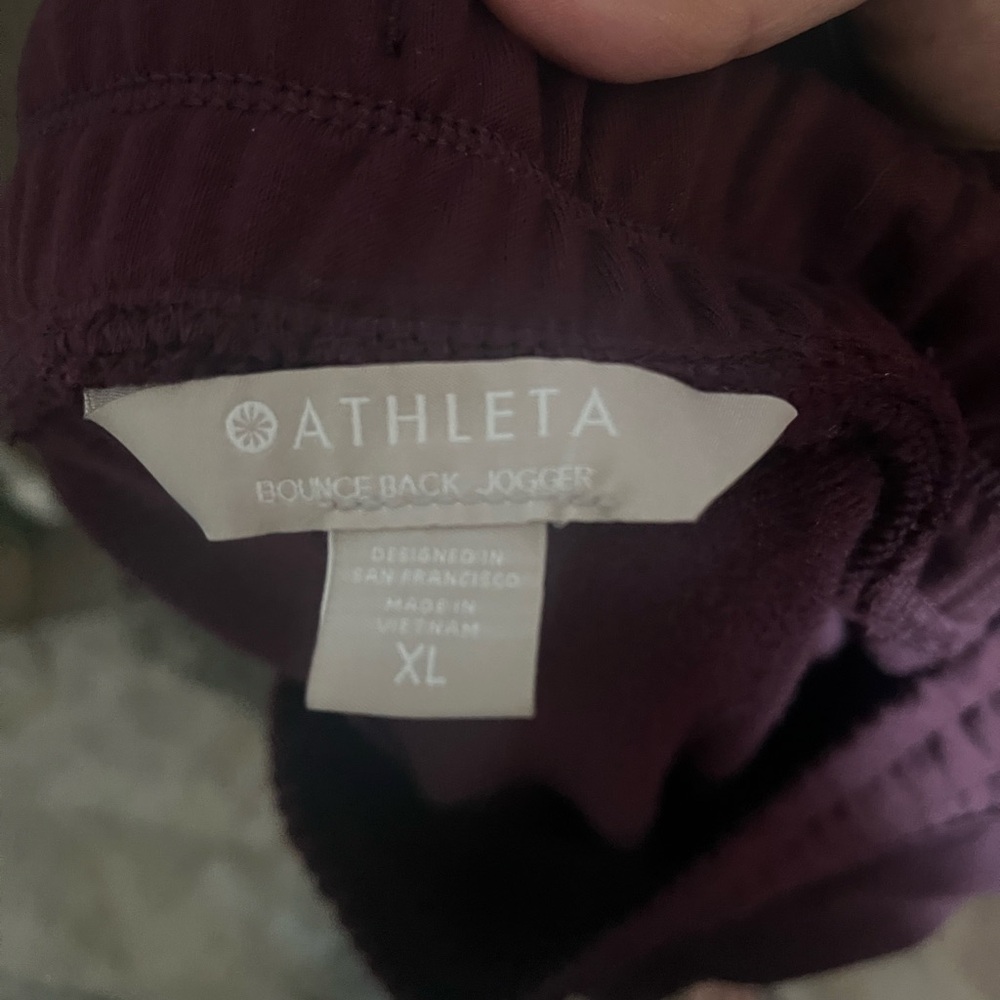 ATHLETA
BOUNCE BACK JOGGER
DESIGNED IN
SAN FRANCISCO
MADE IN
VIETNAM
XL